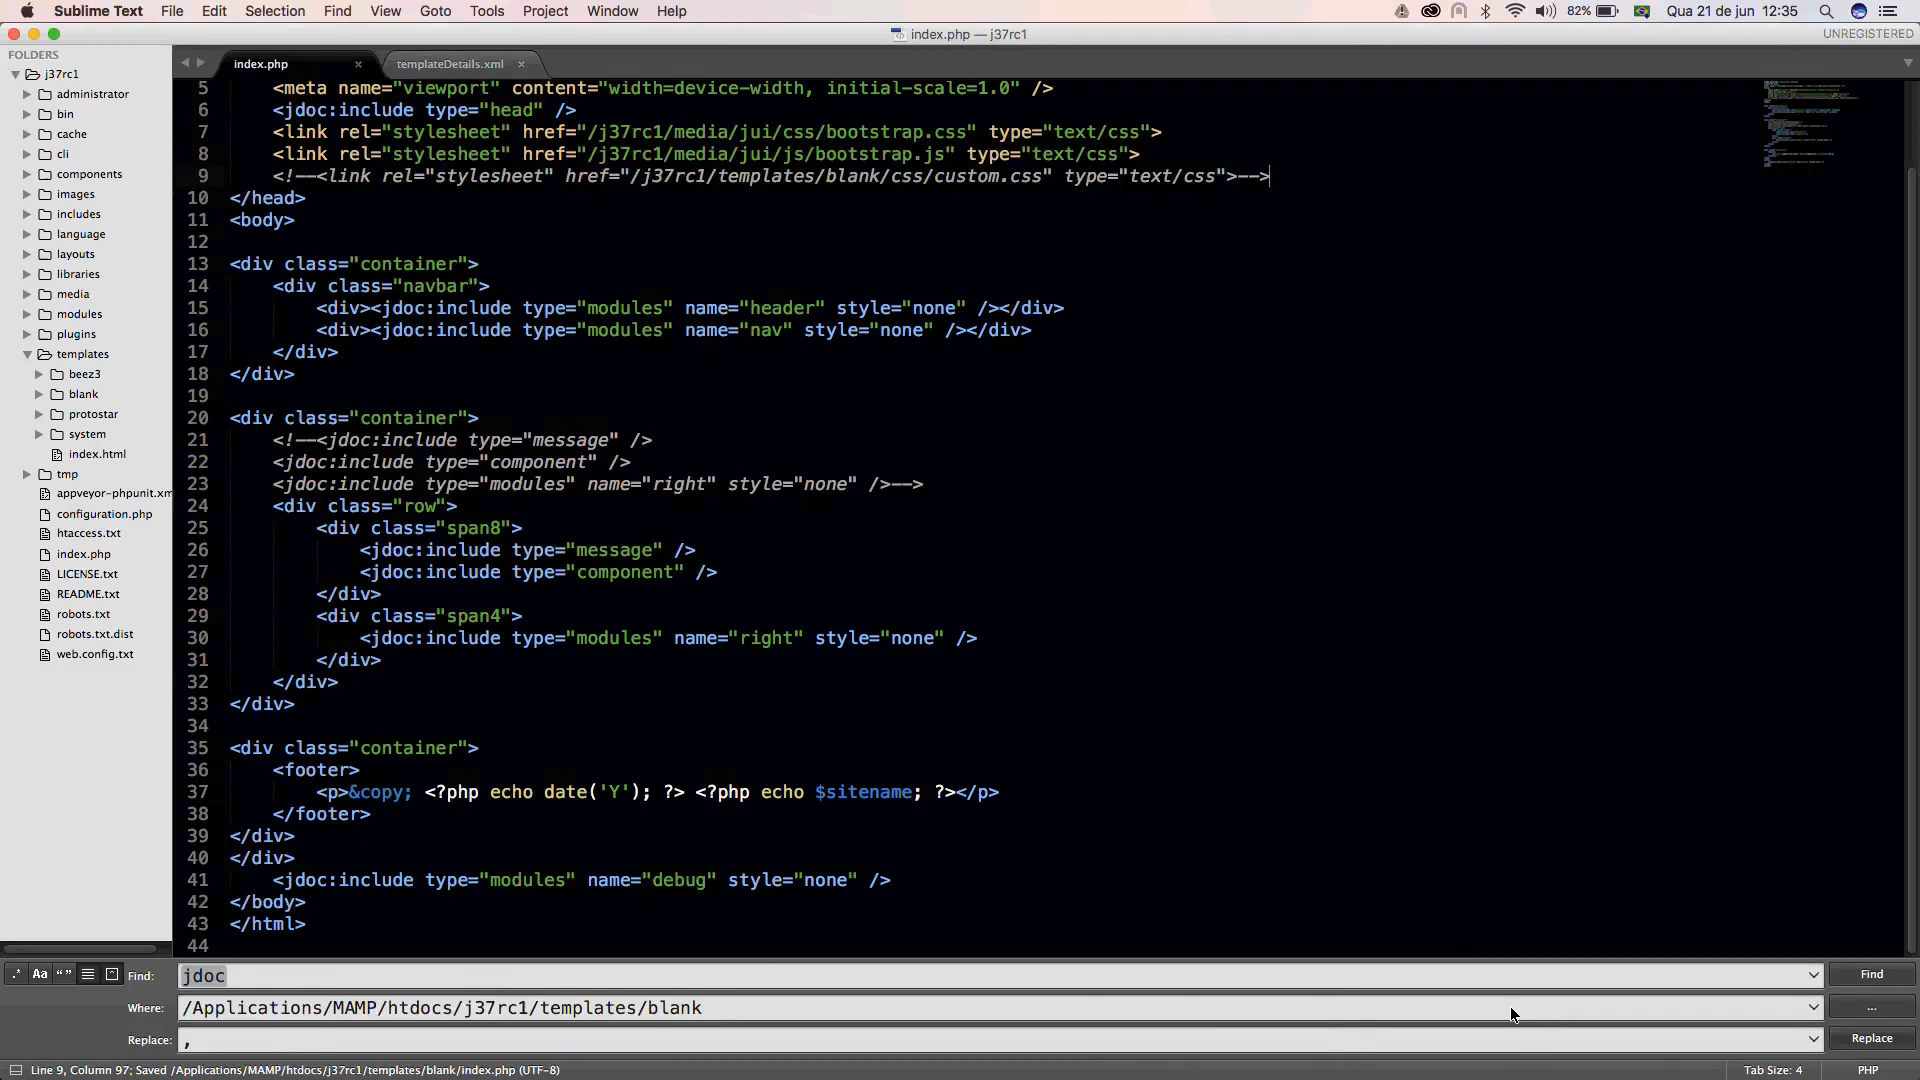 Sublime Text File Edit Selection Find View Goto Tools Project Window Help 82% Qua 21 de jun 12:35
index.php — j37rc1 UNREGISTERED
FOLDERS
j37rc1
administrator
bin
cache
cli
components
images
includes
language
layouts
libraries
media
modules
plugins
templates
beez3
blank
protostar
system
index.html
tmp
appveyor-phpunit.xm
configuration.php
htaccess.txt
index.php
LICENSE.txt
README.txt
robots.txt
robots.txt.dist
web.config.txt
index.php × templateDetails.xml ×
5 <meta name="viewport" content="width=device-width, initial-scale=1.0" />
6 <jdoc:include type="head" />
7 <link rel="stylesheet" href="/j37rc1/media/jui/css/bootstrap.css" type="text/css">
8 <link rel="stylesheet" href="/j37rc1/media/jui/js/bootstrap.js" type="text/css">
9 <!--<link rel="stylesheet" href="/j37rc1/templates/blank/css/custom.css" type="text/css">-->
10 </head>
11 <body>
12
13 <div class="container">
14 <div class="navbar">
15 <div><jdoc:include type="modules" name="header" style="none" /></div>
16 <div><jdoc:include type="modules" name="nav" style="none" /></div>
17 </div>
18 </div>
19
20 <div class="container">
21 <!--<jdoc:include type="message" />
22 <jdoc:include type="component" />
23 <jdoc:include type="modules" name="right" style="none" />-->
24 <div class="row">
25 <div class="span8">
26 <jdoc:include type="message" />
27 <jdoc:include type="component" />
28 </div>
29 <div class="span4">
30 <jdoc:include type="modules" name="right" style="none" />
31 </div>
32 </div>
33 </div>
34
35 <div class="container">
36 <footer>
37 <p>&copy; <?php echo date('Y'); ?> <?php echo $sitename; ?></p>
38 </footer>
39 </div>
40 </div>
41 <jdoc:include type="modules" name="debug" style="none" />
42 </body>
43 </html>
44
.* Aa “” Find: jdoc Find
Where: /Applications/MAMP/htdocs/j37rc1/templates/blank ...
Replace: , Replace
Line 9, Column 97; Saved /Applications/MAMP/htdocs/j37rc1/templates/blank/index.php (UTF-8) Tab Size: 4 PHP